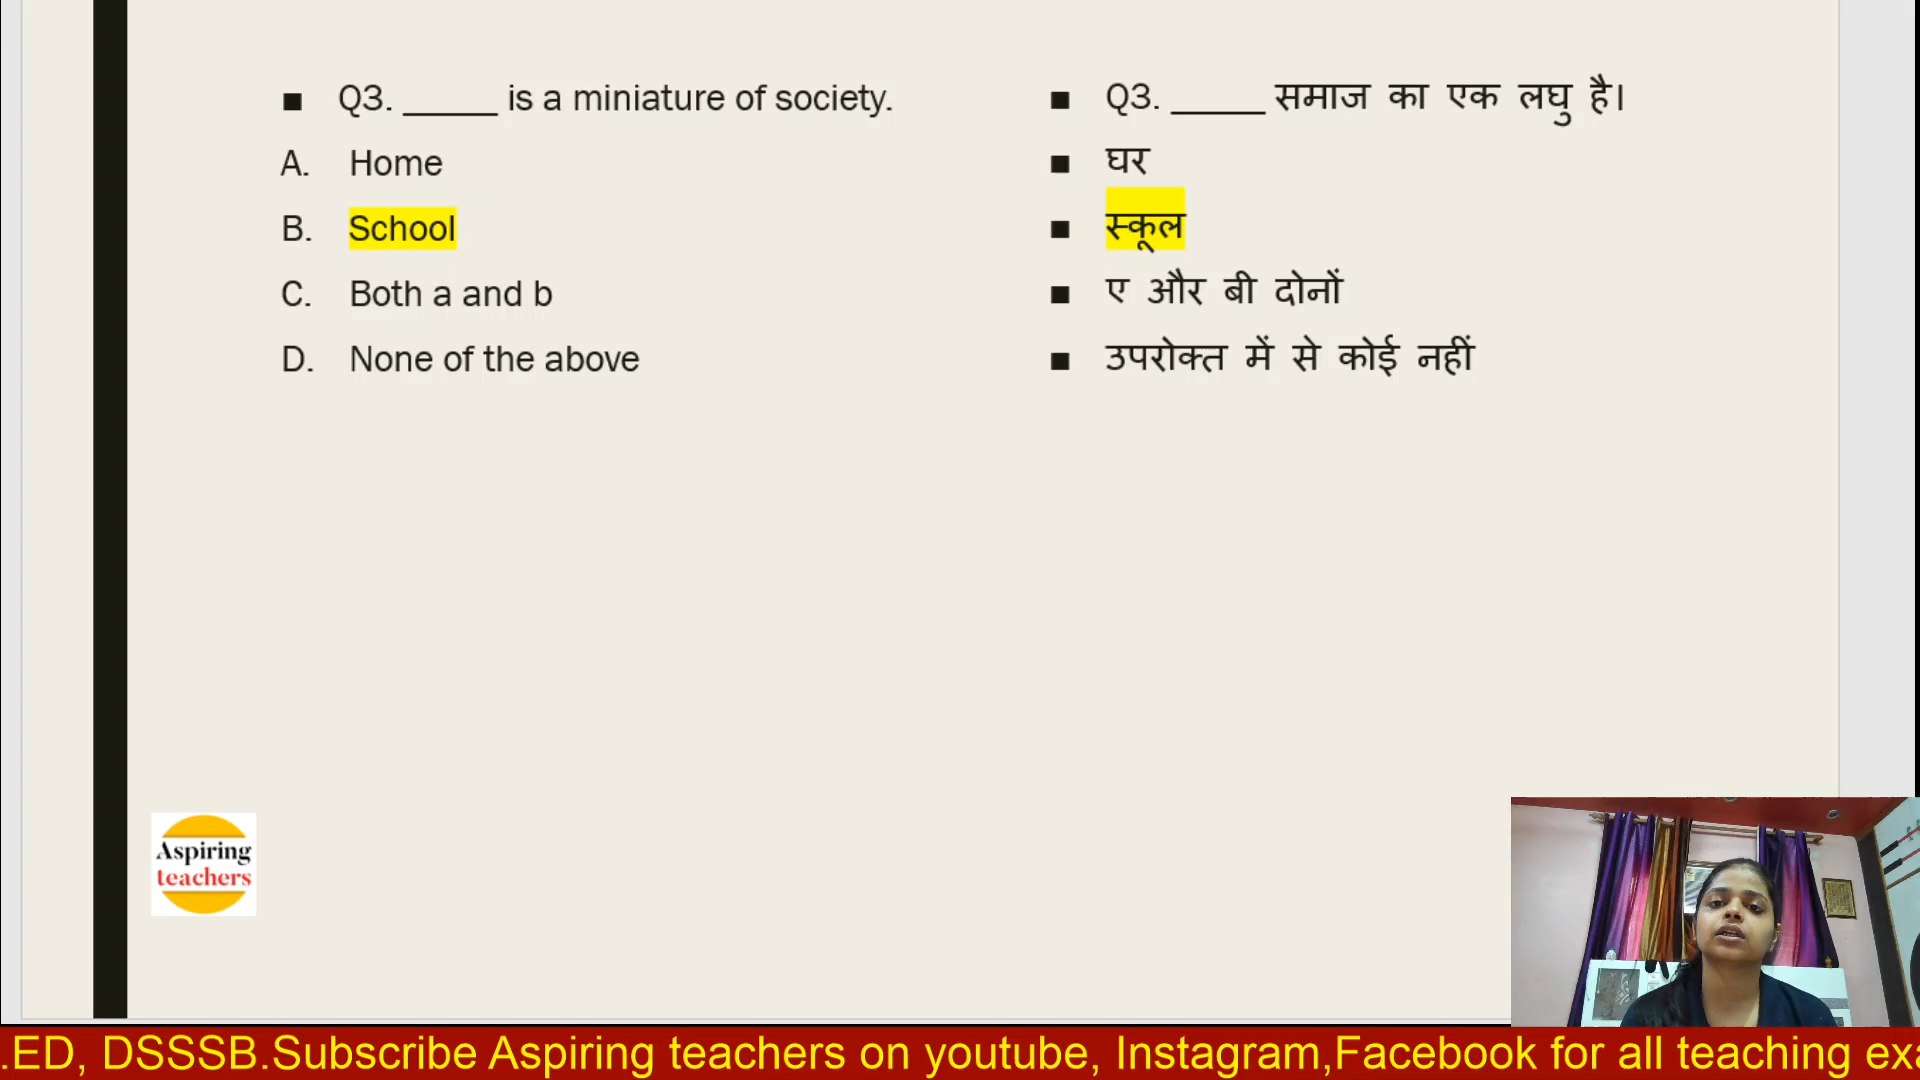 ■ Q3. _____ is a miniature of society.
A. Home
B. School
C. Both a and b
D. None of the above
■ Q3. _____ समाज का एक लघु है।
■ घर
■ स्कूल
■ ए और बी दोनों
■ उपरोक्त में से कोई नहीं
Aspiring
teachers
.ED, DSSSB.Subscribe Aspiring teachers on youtube, Instagram,Facebook for all teaching exa